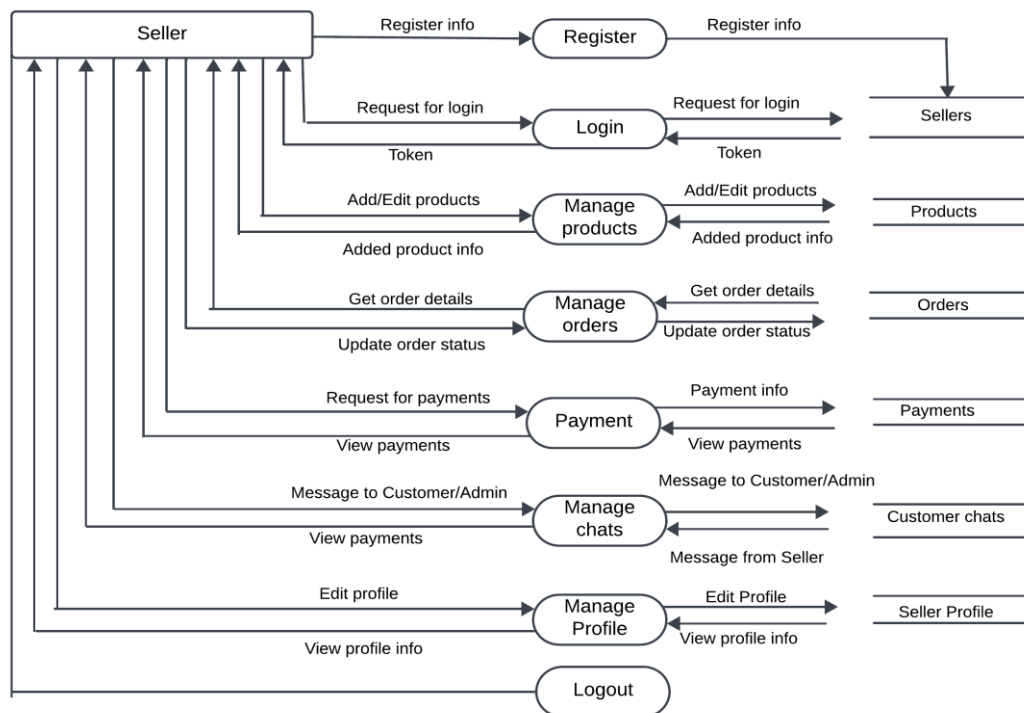 Seller
Register info
Register
Register info
Request for login
Login
Request for login
Sellers
Token
Token
Add/Edit products
Manage
products
Add/Edit products
Products
Added product info
Added product info
Get order details
Manage
orders
Get order details
Orders
Update order status
Update order status
Request for payments
Payment
Payment info
Payments
View payments
View payments
Message to Customer/Admin
Manage
chats
Message to Customer/Admin
Customer chats
View payments
Message from Seller
Edit profile
Manage
Profile
Edit Profile
Seller Profile
View profile info
View profile info
Logout